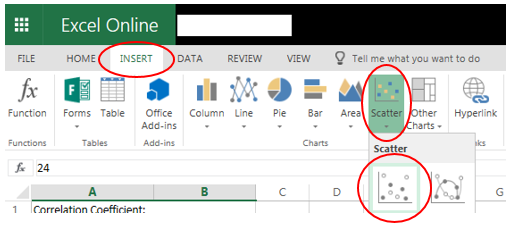 Excel Online
FILE HOME INSERT DATA REVIEW VIEW Tell me what you want to do
fx
Function Forms Table Office Add-ins Column Line Pie Bar Area Scatter Other Charts Hyperlink
Functions Tables Add-ins Charts nks
Scatter
fx 24
A B C D G
1 Correlation Coefficient: